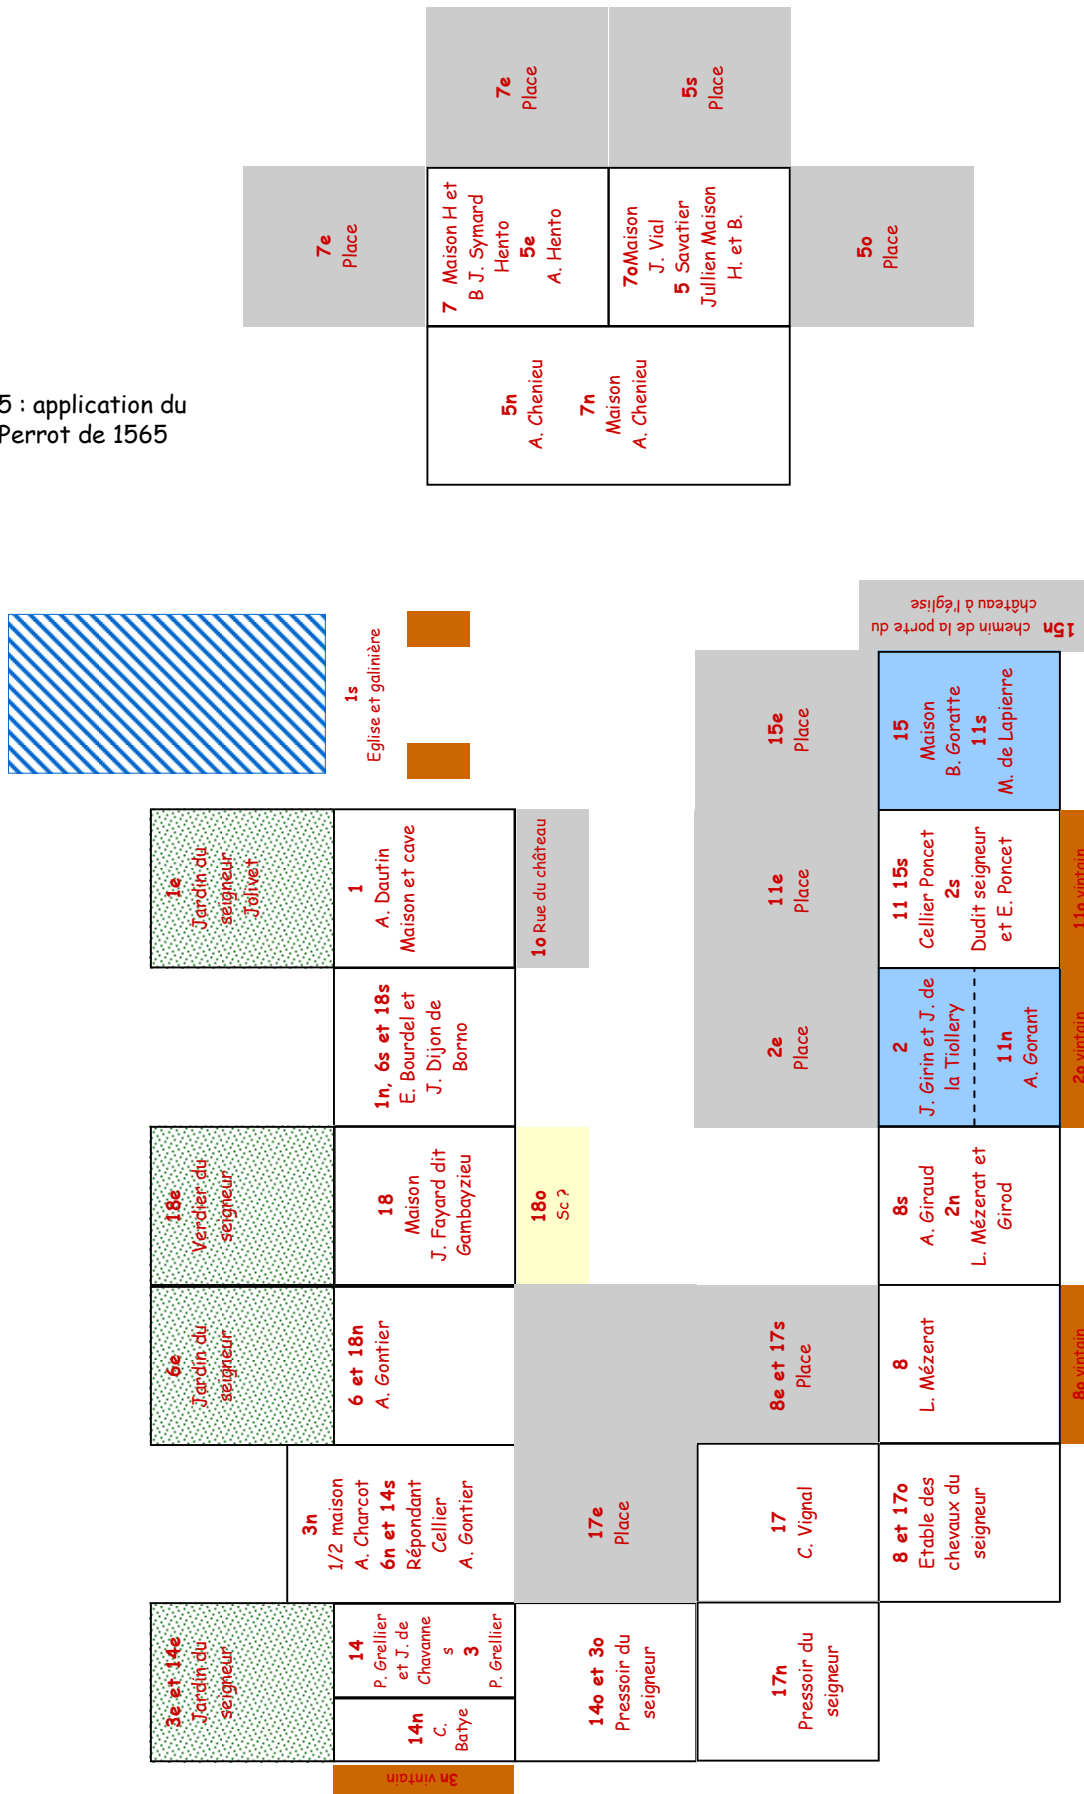 7e
Place
5s
Place
7e
Place
7 Maison H et
B J. Symard
Hento
5e
A. Hento
7oMaison
J. Vial
5 Savatier
Jullien Maison
H. et B.
5o
Place
5n
A. Chenieu
7n
Maison
A. Chenieu
5 : application du
Perrot de 1565
1s
Eglise et galinière
15n chemin de la porte du
château à l'église
15e
Place
15
Maison
B. Goratte
11s
M. de Lapierre
1e
Jardin du
seigneur
Jolivet
1
A. Dautin
Maison et cave
1o Rue du château
11e
Place
11 15s
Cellier Poncet
2s
Dudit seigneur
et E. Poncet
11o vintain
1n, 6s et 18s
E. Bourdel et
J. Dijon de
Borno
2e
Place
2
J. Girin et J. de
la Tiollery
11n
A. Gorant
2o vintain
18e
Verdier du
seigneur
18
Maison
J. Fayard dit
Gambayzieu
18o
Sc ?
8s
A. Giraud
2n
L. Mézerat et
Girod
6e
Jardin du
seigneur
6 et 18n
A. Gontier
8e et 17s
Place
8
L. Mézerat
8o vintain
3n
1/2 maison
A. Charcot
6n et 14s
Répondant
Cellier
A. Gontier
17e
Place
17
C. Vignal
8 et 17o
Etable des
chevaux du
seigneur
3e et 14e
Jardin du
seigneur
14
P. Grellier
et J. de
Chavanne
s
3
P. Grellier
14n
C.
Batye
14o et 3o
Pressoir du
seigneur
17n
Pressoir du
seigneur
3n vintain